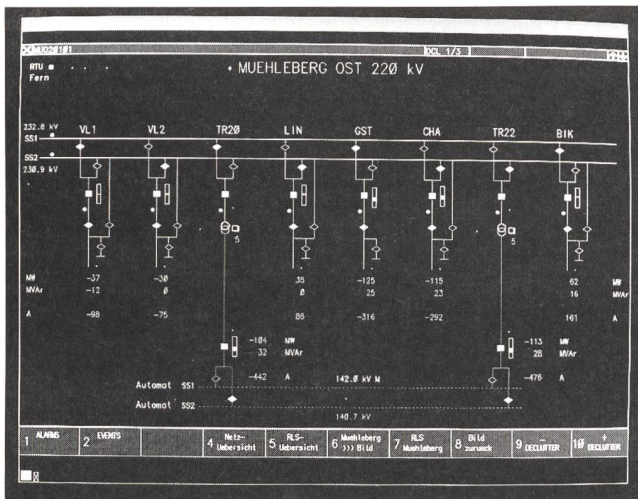 DCL 1/5
RTU
Fern
MUEHLEBERG OST 220 kV
232.8 kV
SS1
SS2
230.9 kV
VL1 VL2 TR20 LIN GST CHA TR22 BIK
5 5
MW -37 -30 -125 -115 62 MW
MVAr -12 0 0 25 23 16 MVAr
A -98 -75 86 -316 -292 161 A
-104 MW -113 MW
32 MVAr 28 MVAr
-442 A -476 A
Automat SS1 142.0 kV M
Automat SS2
140.7 kV
1 ALARMS 2 EVENTS 4 Netz-Uebersicht 5 RLS-Uebersicht 6 Muehleberg >>> Bild 7 RLS Muehleberg 8 Bild zurueck 9 - DECLUTTER 10 + DECLUTTER